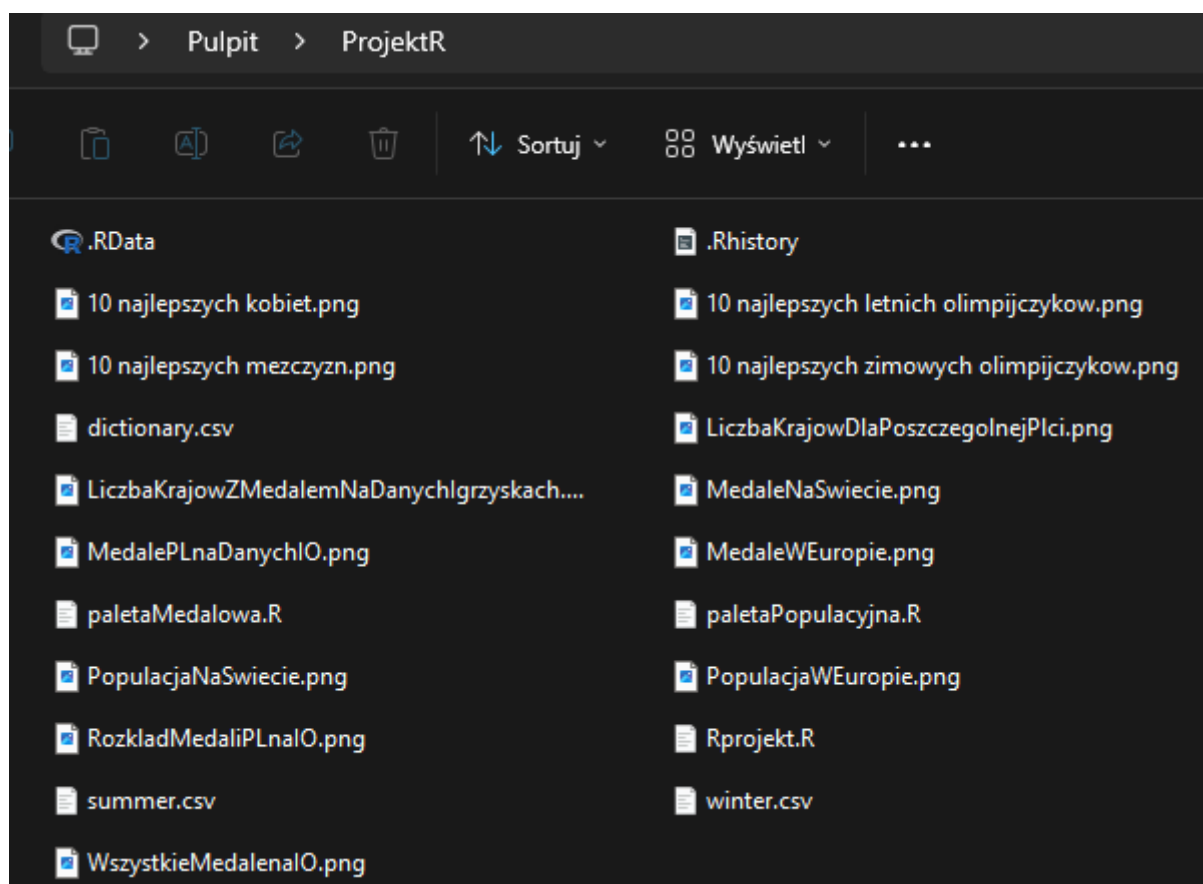 Pulpit > ProjektR
Sortuj Wyświetl ...
.RData .Rhistory
10 najlepszych kobiet.png 10 najlepszych letnich olimpijczykow.png
10 najlepszych mezczyzn.png 10 najlepszych zimowych olimpijczykow.png
dictionary.csv LiczbaKrajowDlaPoszczegolnejPlci.png
LiczbaKrajowZMedalemNaDanychIgrzyskach.... MedaleNaSwiecie.png
MedalePLnaDanychIO.png MedaleWEuropie.png
paletaMedalowa.R paletaPopulacyjna.R
PopulacjaNaSwiecie.png PopulacjaWEuropie.png
RozkladMedaliPLnaIO.png Rprojekt.R
summer.csv winter.csv
WszystkieMedalenaIO.png